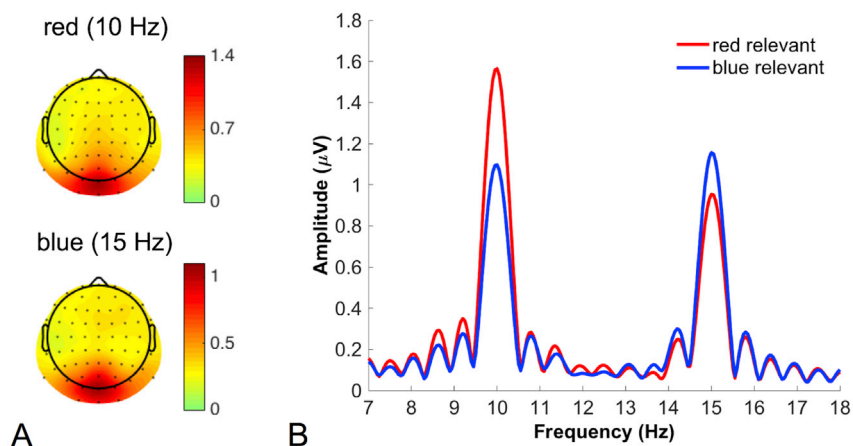 red (10 Hz)
1.4
0.7
0
blue (15 Hz)
1
0.5
0
A
1.8
1.6
1.4
1.2
1
0.8
0.6
0.4
0.2
0
Amplitude (μV)
red relevant
blue relevant
7 8 9 10 11 12 13 14 15 16 17 18
Frequency (Hz)
B